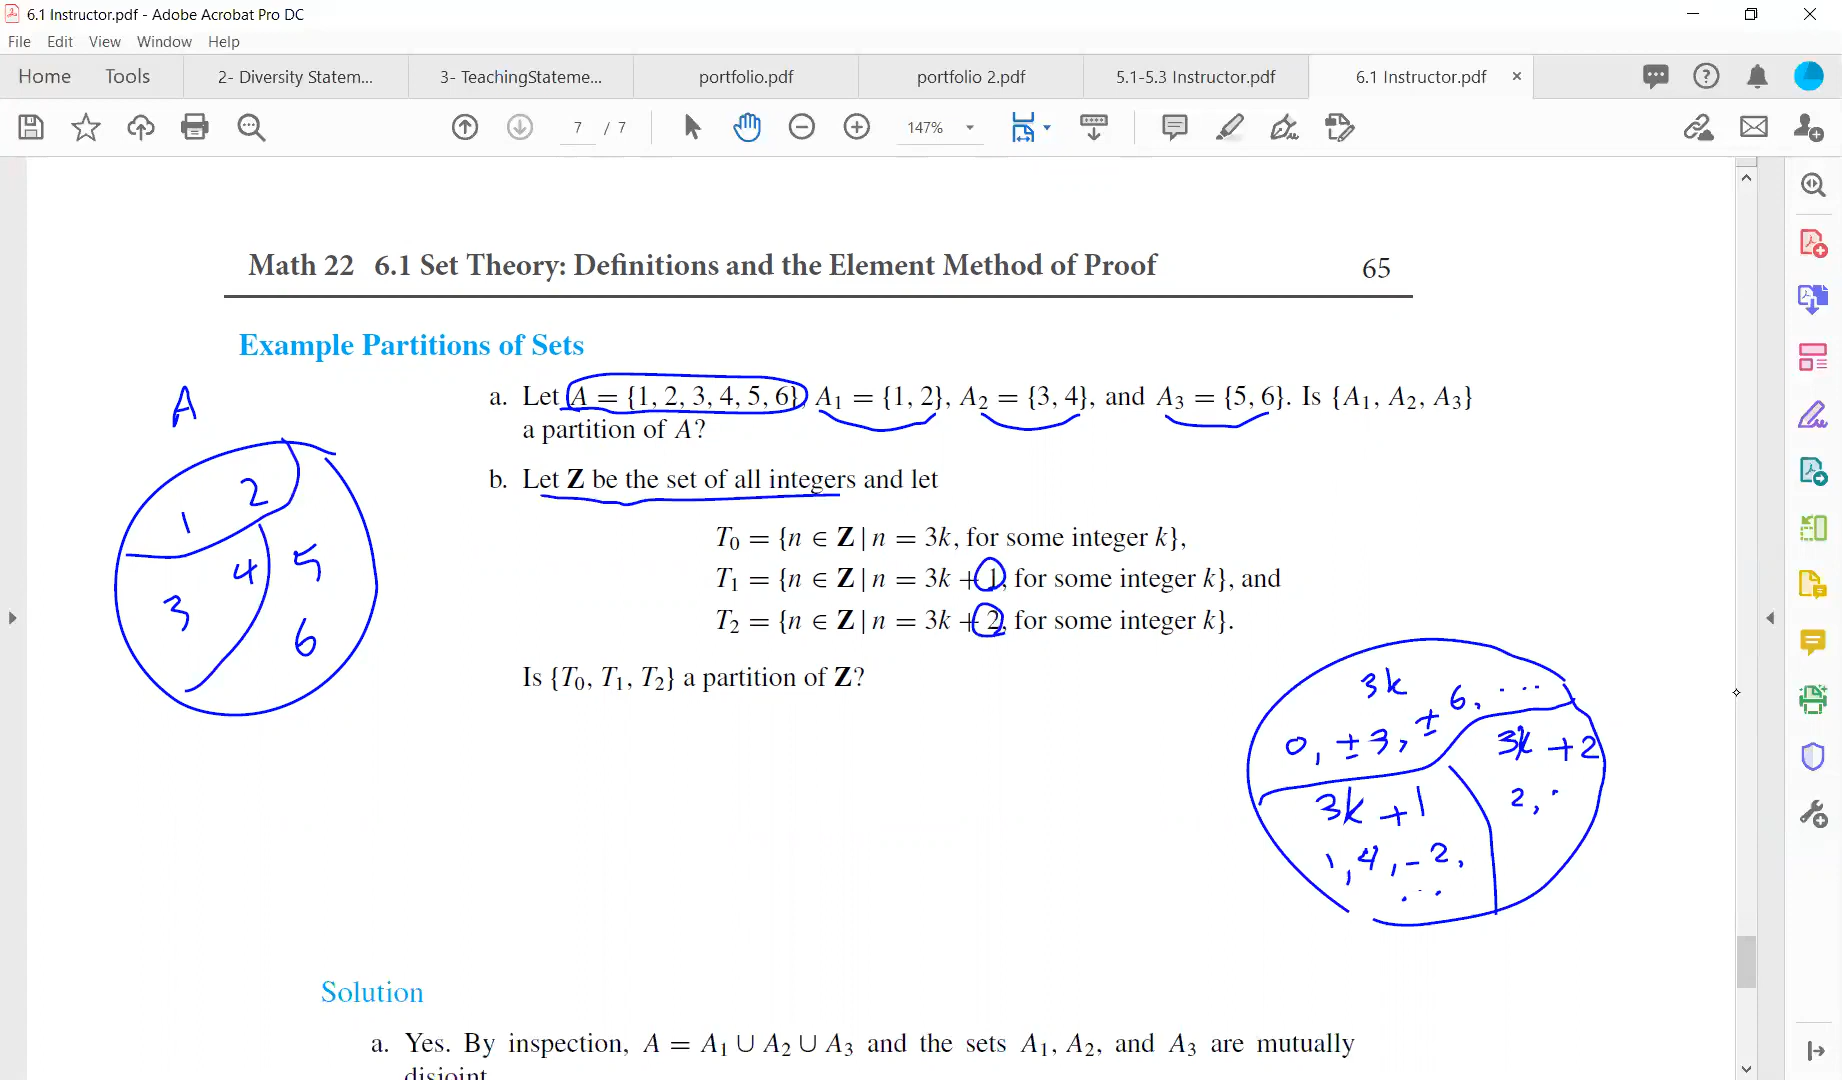 6.1 Instructor.pdf - Adobe Acrobat Pro DC
File Edit View Window Help
Home Tools 2- Diversity Statem... 3- TeachingStateme... portfolio.pdf portfolio 2.pdf 5.1-5.3 Instructor.pdf 6.1 Instructor.pdf ×
7 / 7 147%
Math 22 6.1 Set Theory: Definitions and the Element Method of Proof 65
Example Partitions of Sets
a. Let A = {1, 2, 3, 4, 5, 6}, A₁ = {1, 2}, A₂ = {3, 4}, and A₃ = {5, 6}. Is {A₁, A₂, A₃}
a partition of A?
b. Let Z be the set of all integers and let
T₀ = {n ∈ Z | n = 3k, for some integer k},
T₁ = {n ∈ Z | n = 3k + 1, for some integer k}, and
T₂ = {n ∈ Z | n = 3k + 2, for some integer k}.
Is {T₀, T₁, T₂} a partition of Z?
A
1 2
3 4 5
6
3k
0, ±3, ±6, ...
3k + 1
1, 4, -2,
...
3k + 2
2, .
Solution
a. Yes. By inspection, A = A₁ ∪ A₂ ∪ A₃ and the sets A₁, A₂, and A₃ are mutually
disjoint